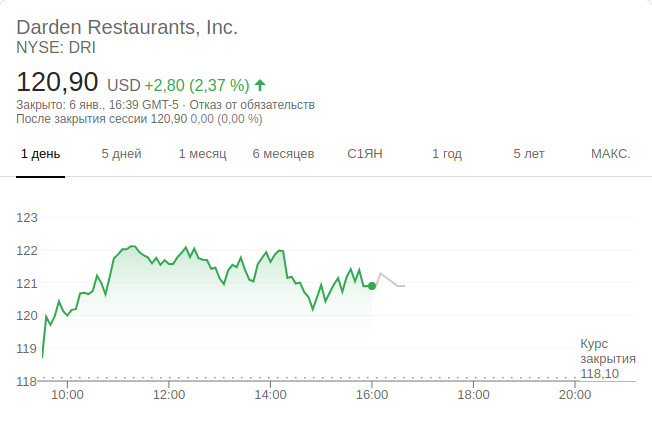 Darden Restaurants, Inc.
NYSE: DRI
120,90 USD +2,80 (2,37 %)
Закрыто: 6 янв., 16:39 GMT-5 · Отказ от обязательств
После закрытия сессии 120,90 0,00 (0,00 %)
1 день 5 дней 1 месяц 6 месяцев С1ЯН 1 год 5 лет МАКС.
123
122
121
120
119
118
Курс
закрытия
118,10
10:00 12:00 14:00 16:00 18:00 20:00